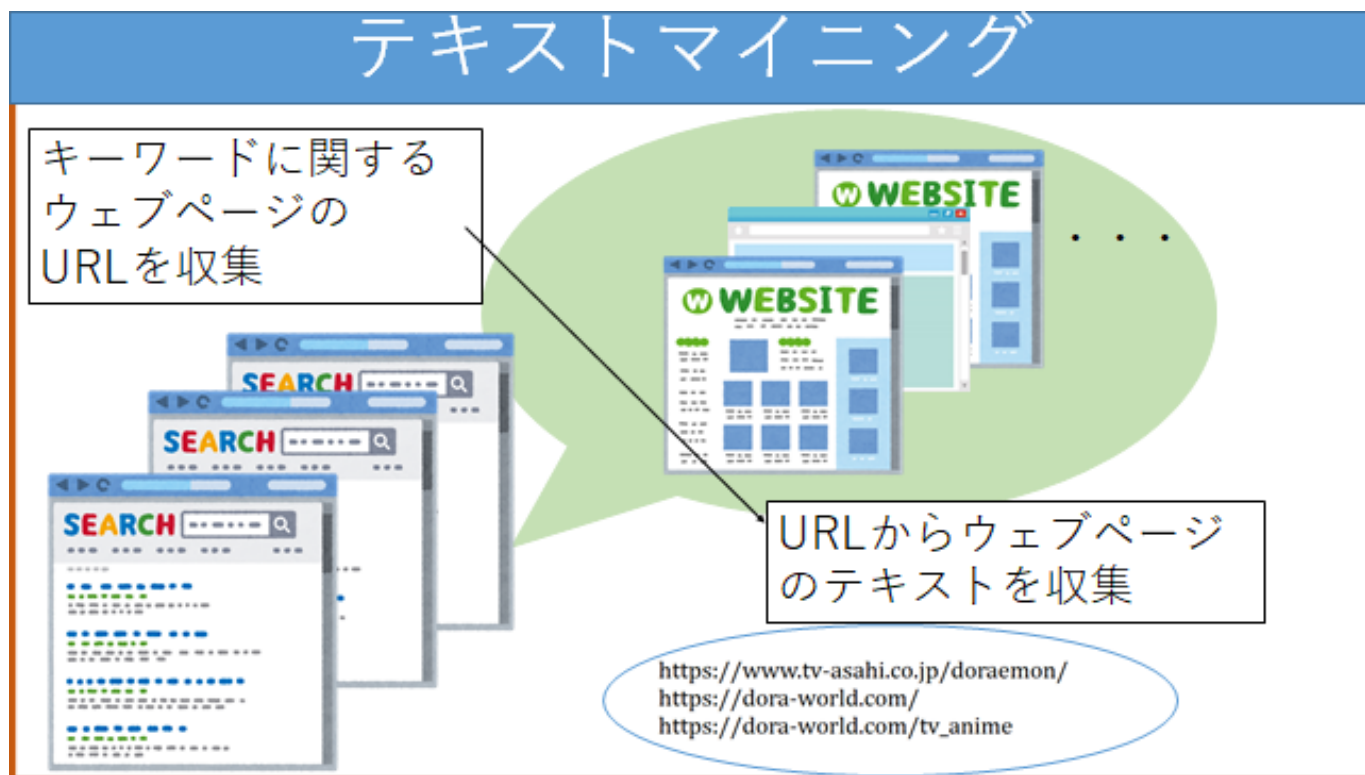 テキストマイニング
キーワードに関する
ウェブページの
URLを収集
WEBSITE
・・・
WEBSITE
SEARCH
SEARCH
SEARCH
URLからウェブページ
のテキストを収集
https://www.tv-asahi.co.jp/doraemon/
https://dora-world.com/
https://dora-world.com/tv_anime